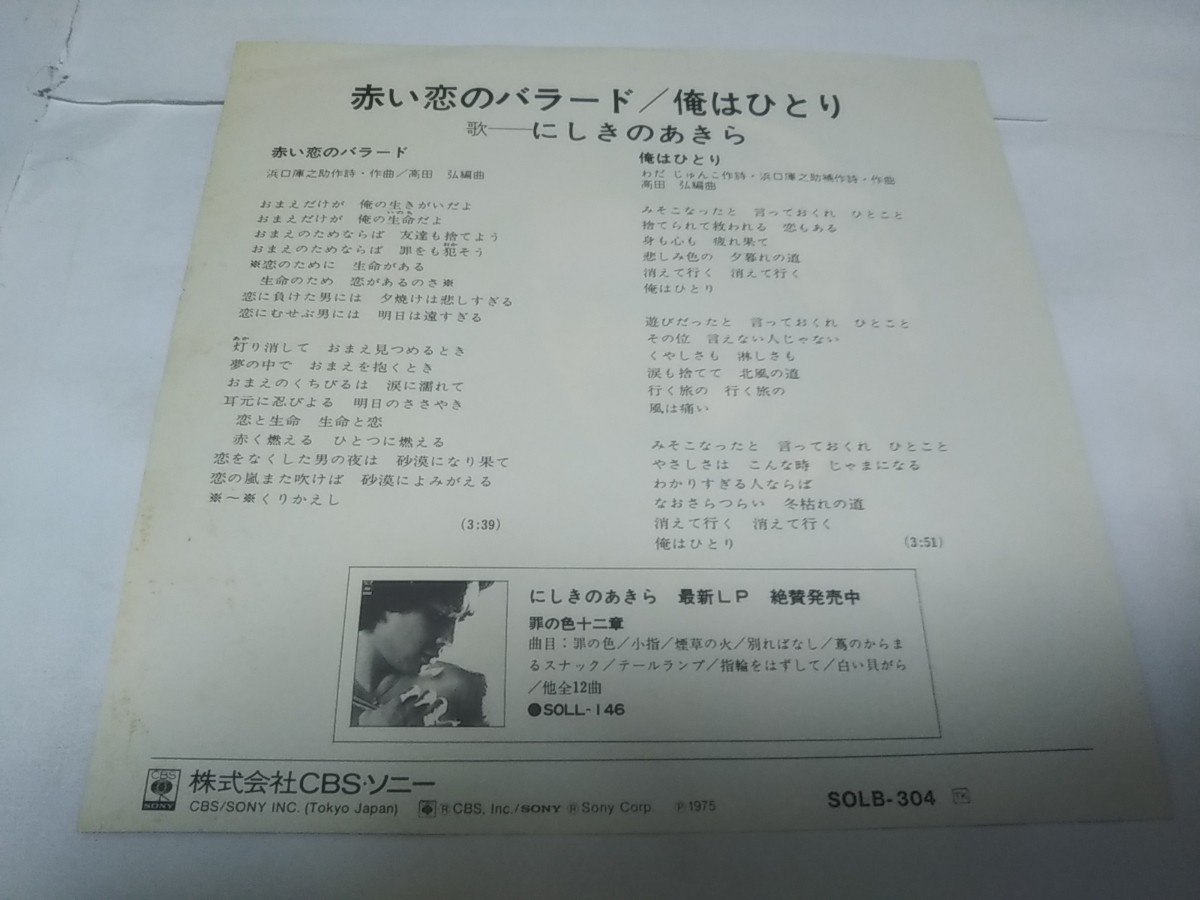 赤い恋のバラード／俺はひとり
歌──にしきのあきら
赤い恋のバラード
浜口庫之助作詩・作曲／高田 弘編曲
おまえだけが 俺の生きがいだよ
おまえだけが 俺の生命だよ
いのち
おまえのためならば 友達も捨てよう
おまえのためならば 罪をも犯そう
おか
※恋のために 生命がある
生命のため 恋があるのさ※
恋に負けた男には 夕焼けは悲しすぎる
恋にむせぶ男には 明日は遠すぎる
あか
灯り消して おまえ見つめるとき
夢の中で おまえを抱くとき
おまえのくちびるは 涙に濡れて
耳元に忍びよる 明日のささやき
恋と生命 生命と恋
赤く燃える ひとつに燃える
恋をなくした男の夜は 砂漠になり果て
恋の嵐また吹けば 砂漠によみがえる
※〜※くりかえし
(3:39)
俺はひとり
わだ じゅんこ作詩・浜口庫之助補作詩・作曲
高田 弘編曲
みそこなったと 言っておくれ ひとこと
捨てられて救われる 恋もある
身も心も 疲れ果て
悲しみ色の 夕暮れの道
消えて行く 消えて行く
俺はひとり
遊びだったと 言っておくれ ひとこと
その位 言えない人じゃない
くやしさも 淋しさも
涙も捨てて 北風の道
行く旅の 行く旅の
風は痛い
みそこなったと 言っておくれ ひとこと
やさしさは こんな時 じゃまになる
わかりすぎる人ならば
なおさらつらい 冬枯れの道
消えて行く 消えて行く
俺はひとり
(3:51)
にしきのあきら 最新LP 絶賛発売中
罪の色十二章
曲目：罪の色／小指／煙草の火／別ればなし／蔦のからま
るスナック／テールランプ／指輪をはずして／白い貝がら
／他全12曲
●SOLL-146
CBS
SONY
株式会社CBS・ソニー
CBS/SONY INC. (Tokyo Japan) Ⓡ CBS, Inc./SONY Ⓡ Sony Corp. Ⓟ 1975
SOLB-304